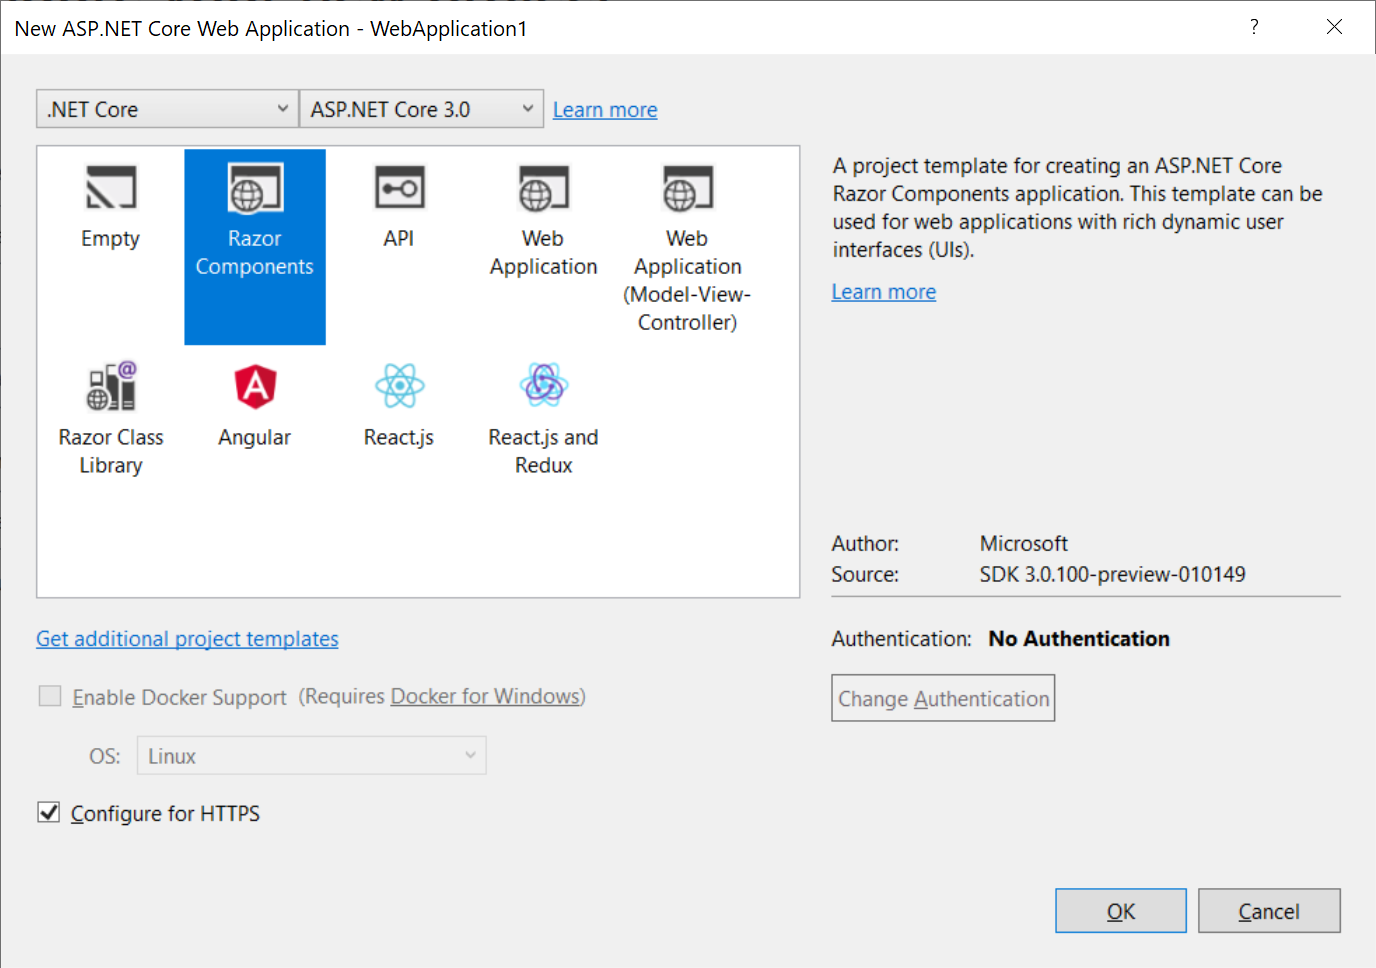 New ASP.NET Core Web Application - WebApplication1
?
.NET Core
ASP.NET Core 3.0
Learn more
Empty
Razor
Components
API
Web
Application
Web
Application
(Model-View-
Controller)
Razor Class
Library
Angular
React.js
React.js and
Redux
A project template for creating an ASP.NET Core
Razor Components application. This template can be
used for web applications with rich dynamic user
interfaces (UIs).
Learn more
Author: Microsoft
Source: SDK 3.0.100-preview-010149
Get additional project templates
Enable Docker Support (Requires Docker for Windows)
OS: Linux
Configure for HTTPS
Authentication: No Authentication
Change Authentication
OK
Cancel